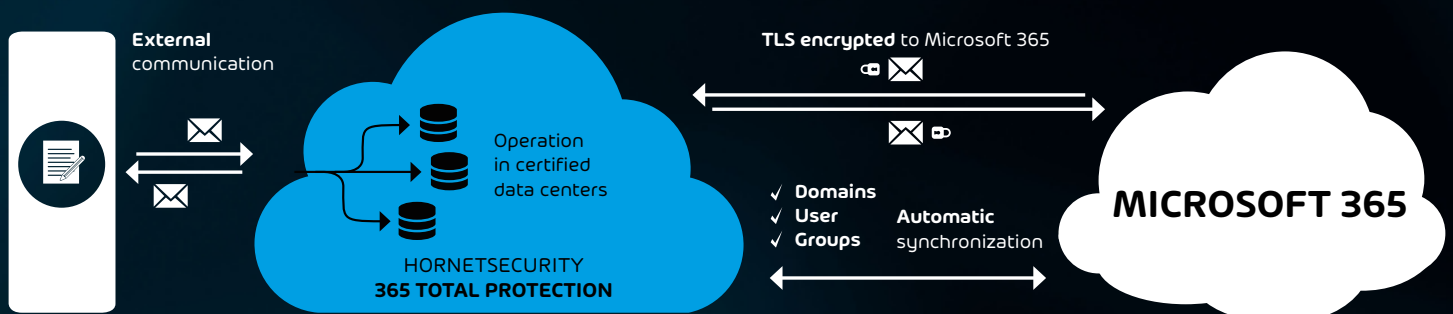 External
communication
Operation
in certified
data centers
HORNETSECURITY
365 TOTAL PROTECTION
TLS encrypted to Microsoft 365
✓ Domains
✓ User
✓ Groups
Automatic
synchronization
MICROSOFT 365